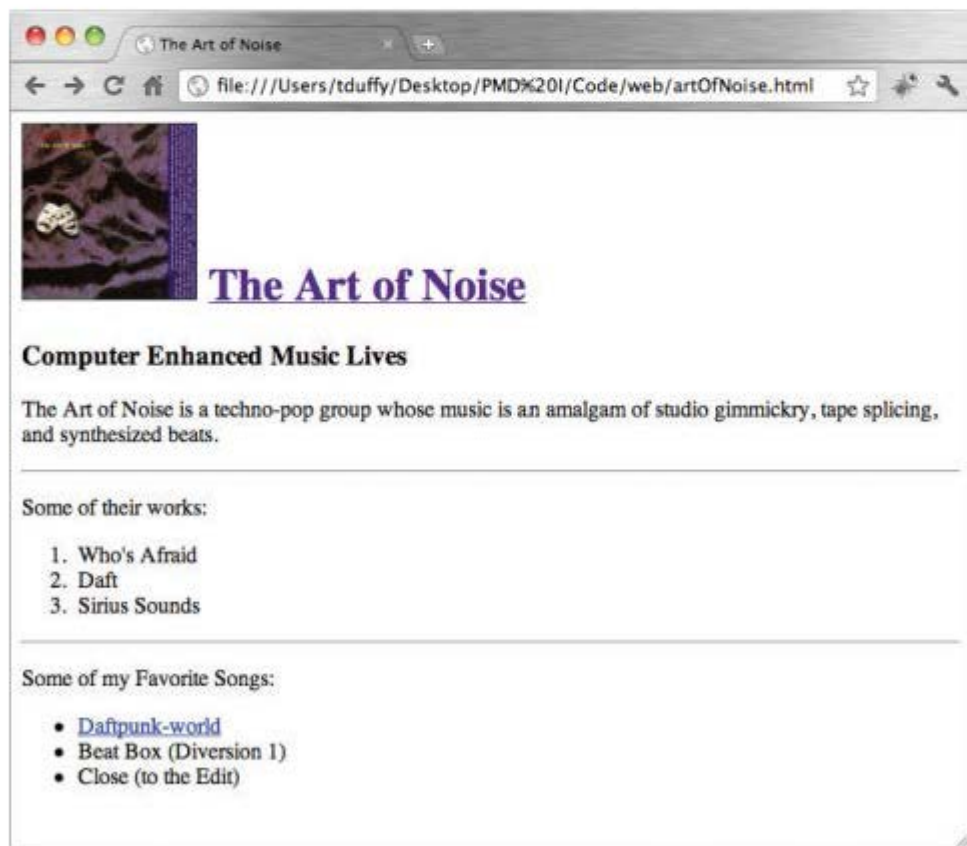 The Art of Noise
file:///Users/tduffy/Desktop/PMD%20I/Code/web/artOfNoise.html
The Art of Noise
Computer Enhanced Music Lives
The Art of Noise is a techno-pop group whose music is an amalgam of studio gimmickry, tape splicing,
and synthesized beats.
Some of their works:
1. Who's Afraid
2. Daft
3. Sirius Sounds
Some of my Favorite Songs:
• Daftpunk-world
• Beat Box (Diversion 1)
• Close (to the Edit)